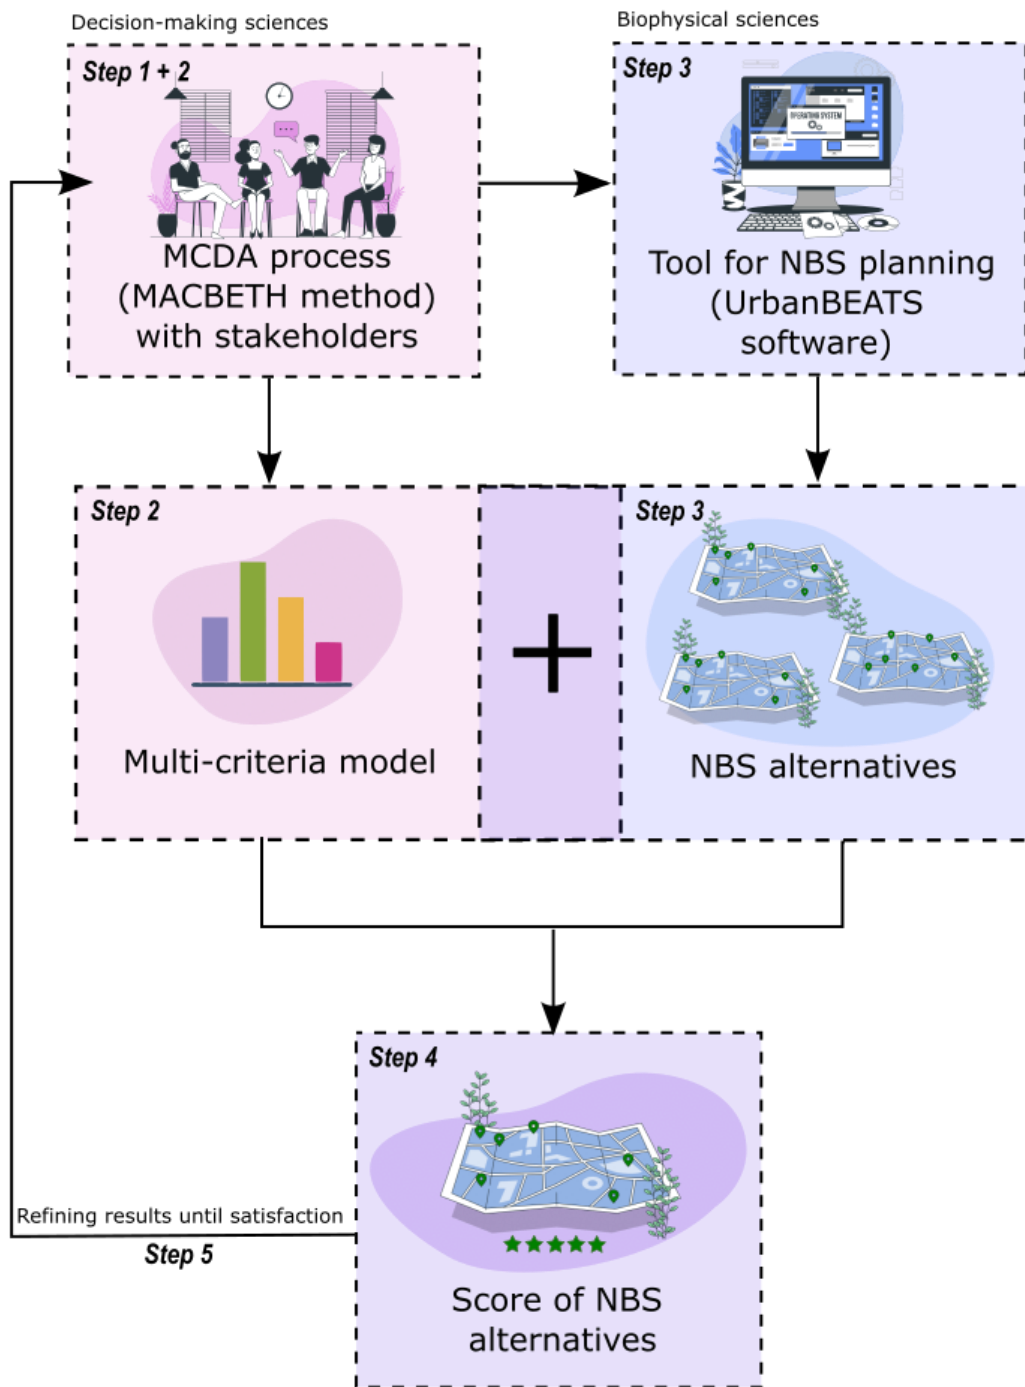 Decision-making sciences
Biophysical sciences
Step 1 + 2
MCDA process
(MACBETH method)
with stakeholders
Step 3
OPERATING SYSTEM
Tool for NBS planning
(UrbanBEATS
software)
Step 2
Multi-criteria model
+
Step 3
NBS alternatives
Step 4
Score of NBS
alternatives
Refining results until satisfaction
Step 5